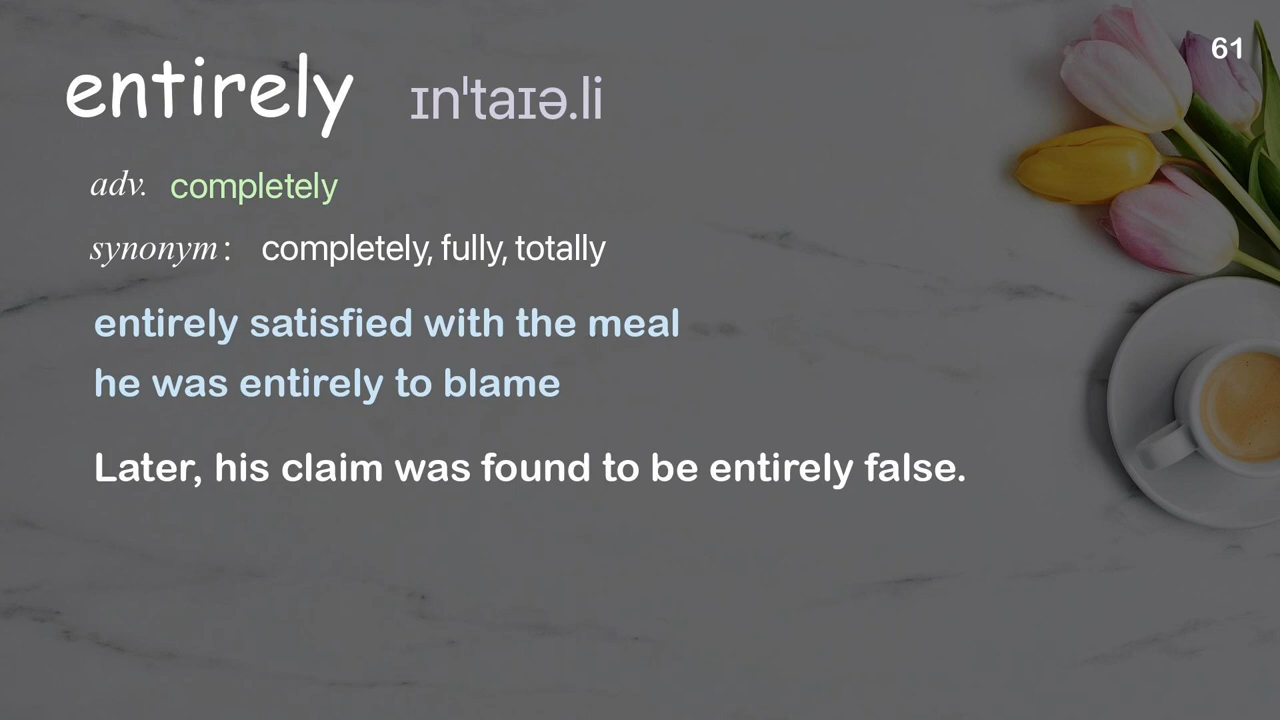 61
entirely ɪnˈtaɪə.li
adv. completely
synonym: completely, fully, totally
entirely satisfied with the meal
he was entirely to blame
Later, his claim was found to be entirely false.